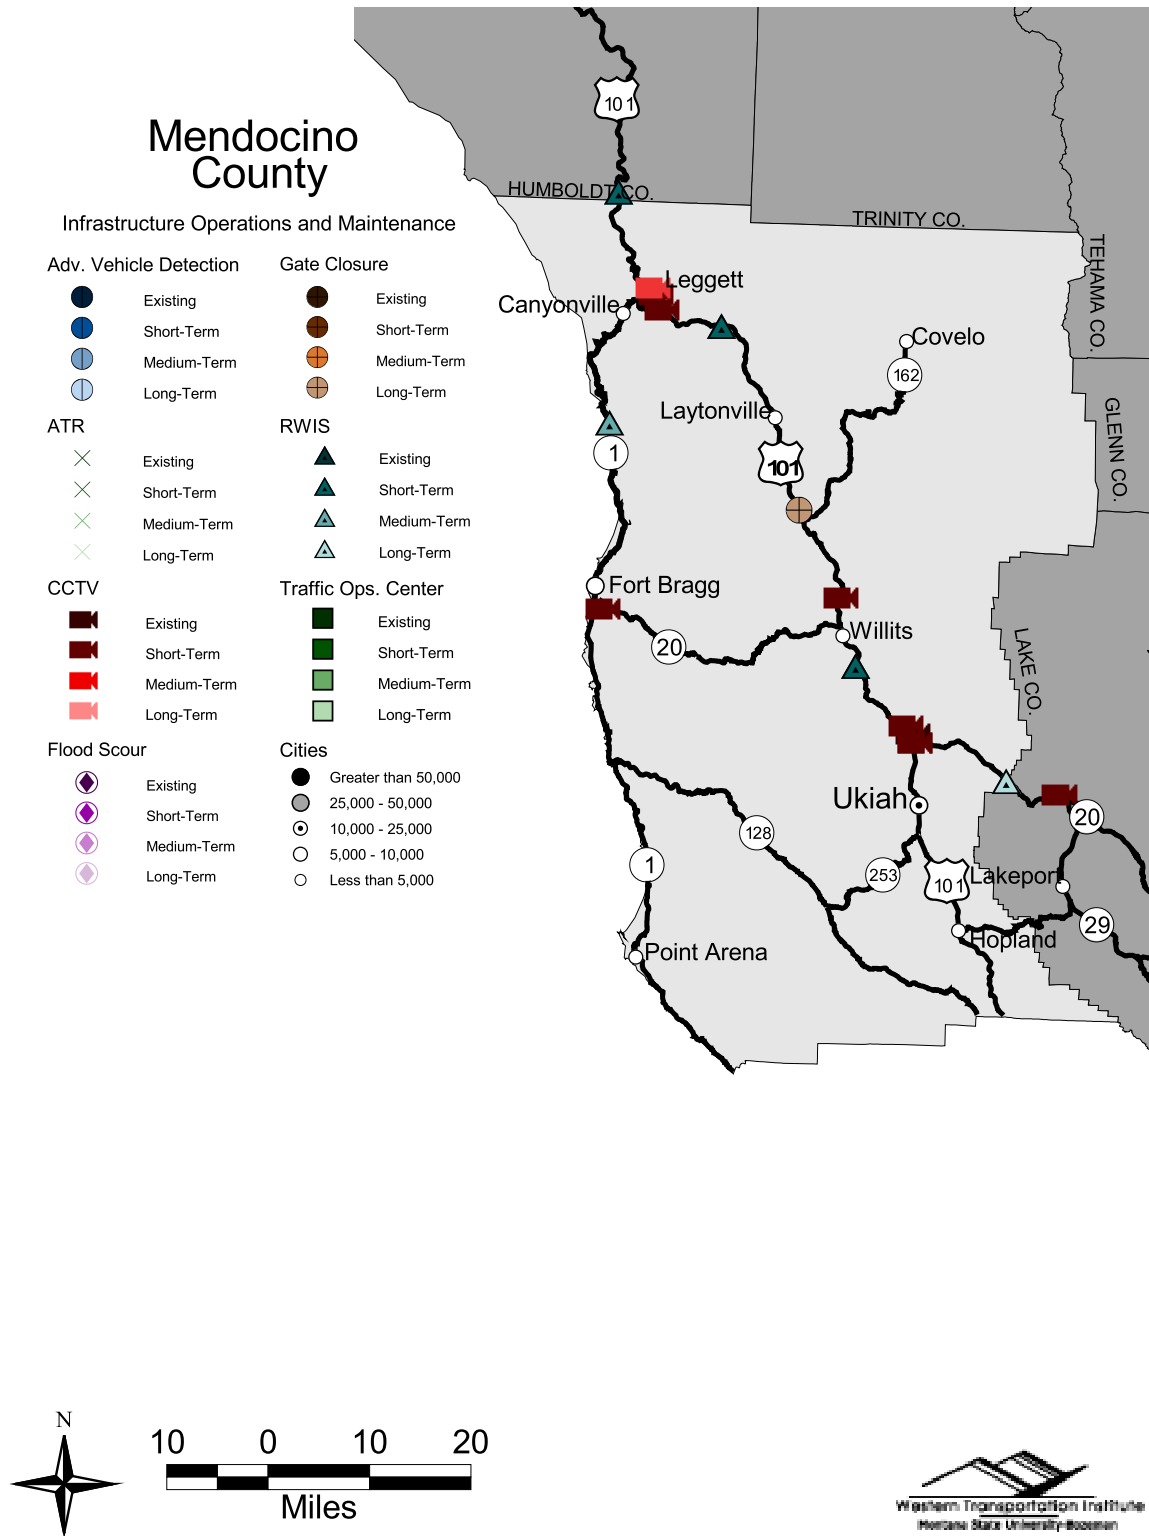 Mendocino
County
Infrastructure Operations and Maintenance
Adv. Vehicle Detection
Existing
Short-Term
Medium-Term
Long-Term
Gate Closure
Existing
Short-Term
Medium-Term
Long-Term
ATR
Existing
Short-Term
Medium-Term
Long-Term
RWIS
Existing
Short-Term
Medium-Term
Long-Term
CCTV
Existing
Short-Term
Medium-Term
Long-Term
Traffic Ops. Center
Existing
Short-Term
Medium-Term
Long-Term
Flood Scour
Existing
Short-Term
Medium-Term
Long-Term
Cities
Greater than 50,000
25,000 - 50,000
10,000 - 25,000
5,000 - 10,000
Less than 5,000
101
HUMBOLDT CO.
TRINITY CO.
TEHAMA CO.
Leggett
Canyonville
Covelo
162
Laytonville
GLENN CO.
1
101
Fort Bragg
Willits
20
LAKE CO.
Ukiah
20
128
1
253
101
Lakeport
29
Hopland
Point Arena
N
10 0 10 20
Miles
Western Transportation Institute
Montana State University-Bozeman